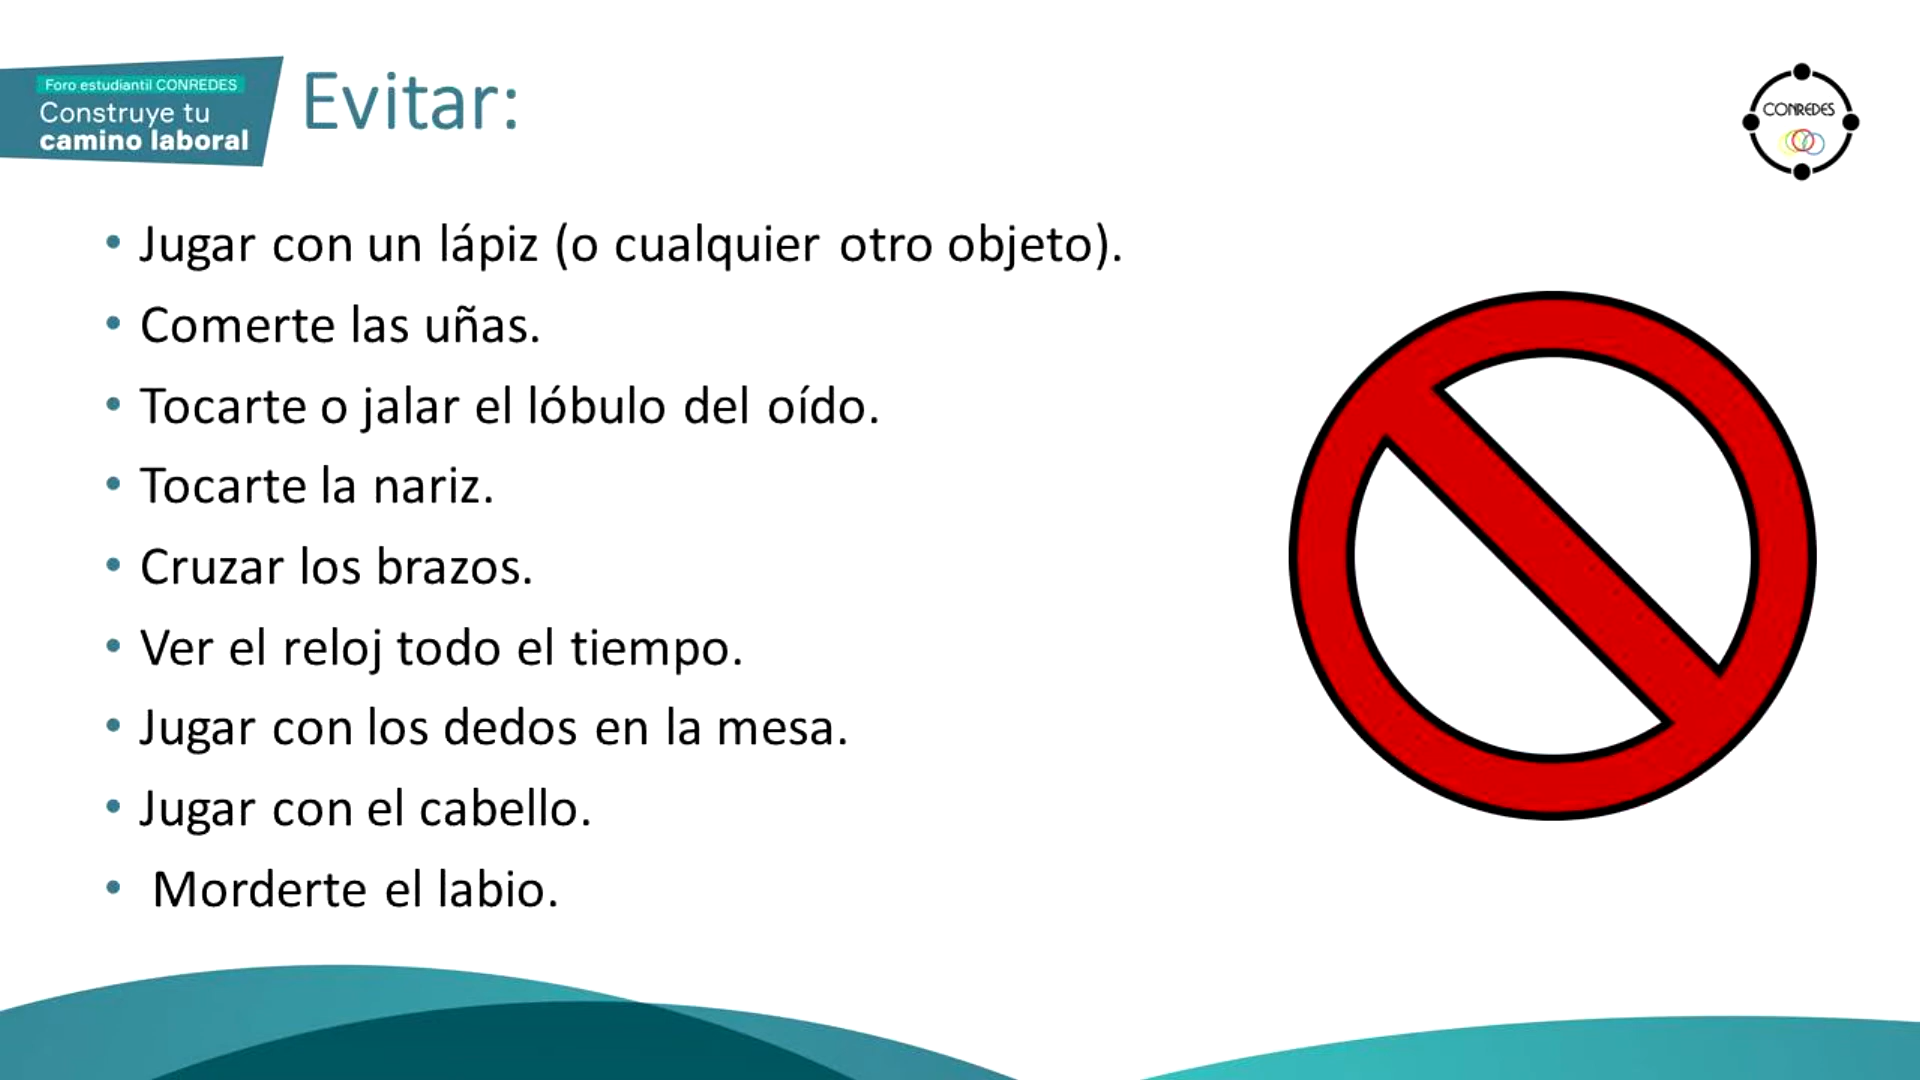 Foro estudiantil CONREDES
Construye tu
camino laboral
Evitar:
CONREDES
• Jugar con un lápiz (o cualquier otro objeto).
• Comerte las uñas.
• Tocarte o jalar el lóbulo del oído.
• Tocarte la nariz.
• Cruzar los brazos.
• Ver el reloj todo el tiempo.
• Jugar con los dedos en la mesa.
• Jugar con el cabello.
• Morderte el labio.